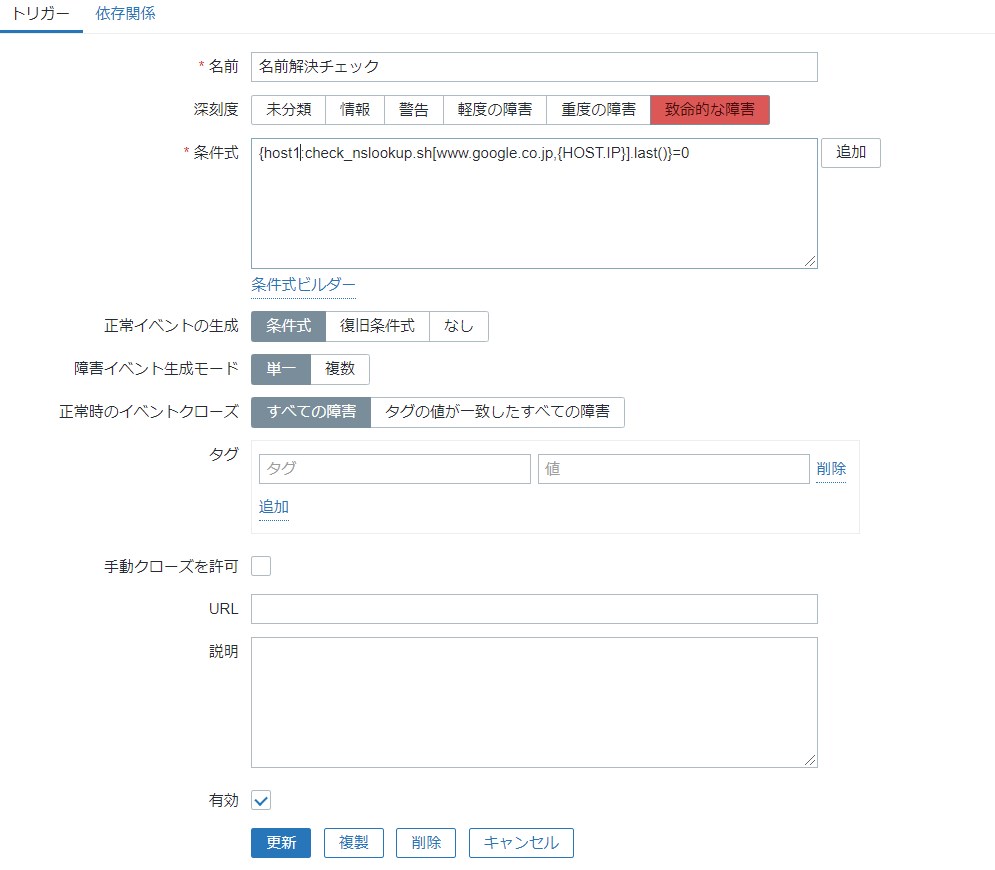 トリガー 依存関係
* 名前 名前解決チェック
深刻度 未分類 情報 警告 軽度の障害 重度の障害 致命的な障害
* 条件式 {host1:check_nslookup.sh[www.google.co.jp,{HOST.IP}].last()}=0 追加
条件式ビルダー
正常イベントの生成 条件式 復旧条件式 なし
障害イベント生成モード 単一 複数
正常時のイベントクローズ すべての障害 タグの値が一致したすべての障害
タグ タグ 値 削除
追加
手動クローズを許可
URL
説明
有効
更新 複製 削除 キャンセル